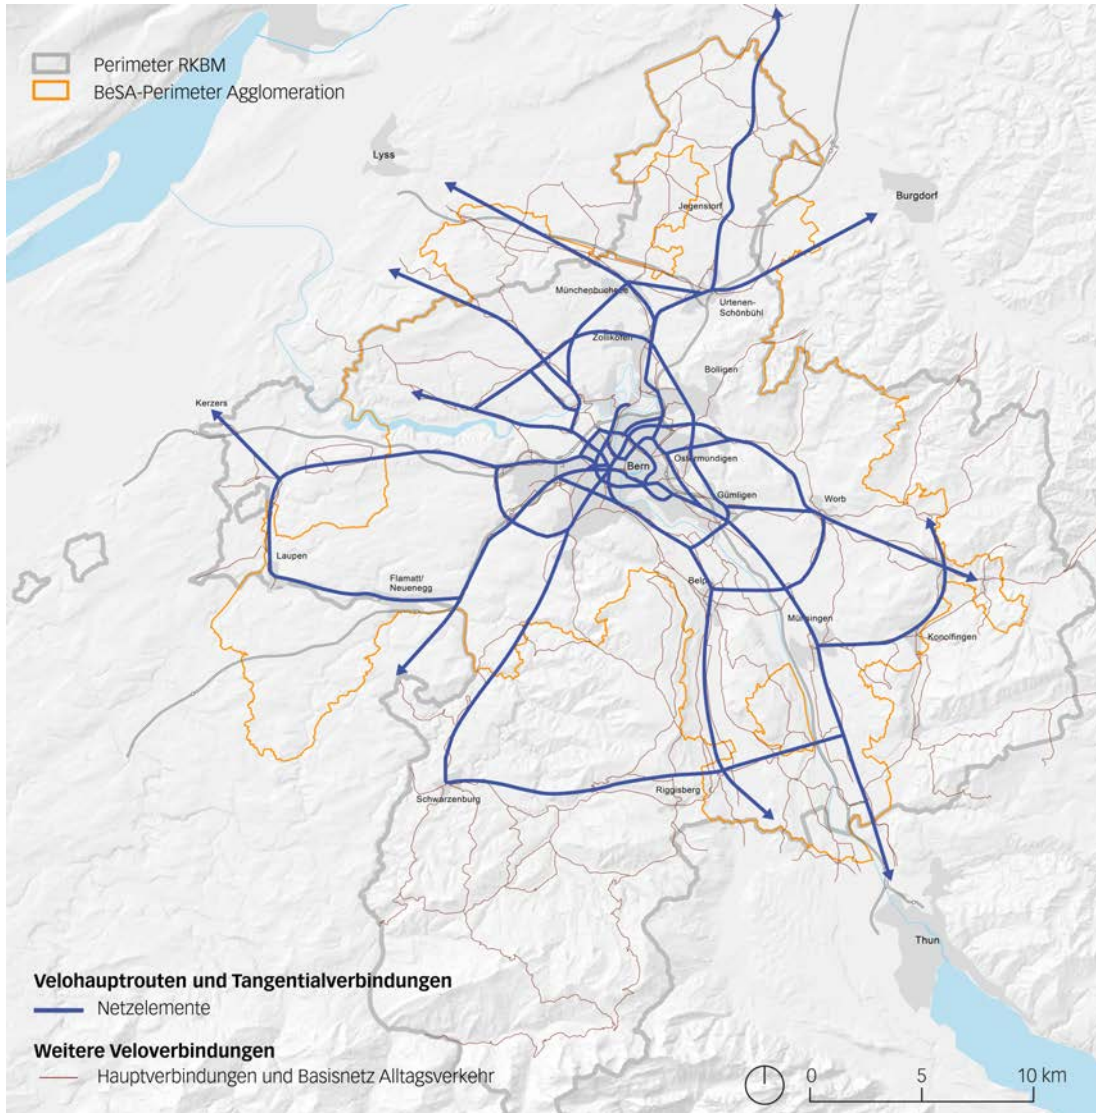 Perimeter RKBM
BeSA-Perimeter Agglomeration
Lyss
Burgdorf
Jegenstorf
Münchenbuchsee
Urtenen-
Schönbühl
Zollikofen
Bolligen
Kerzers
Ostermundigen
Bern
Gümligen
Worb
Laupen
Flamatt/
Neuenegg
Belp
Münsingen
Konolfingen
Riggisberg
Schwarzenburg
Thun
Velohauptrouten und Tangentialverbindungen
Netzelemente
Weitere Veloverbindungen
Hauptverbindungen und Basisnetz Alltagsverkehr
0 5 10 km